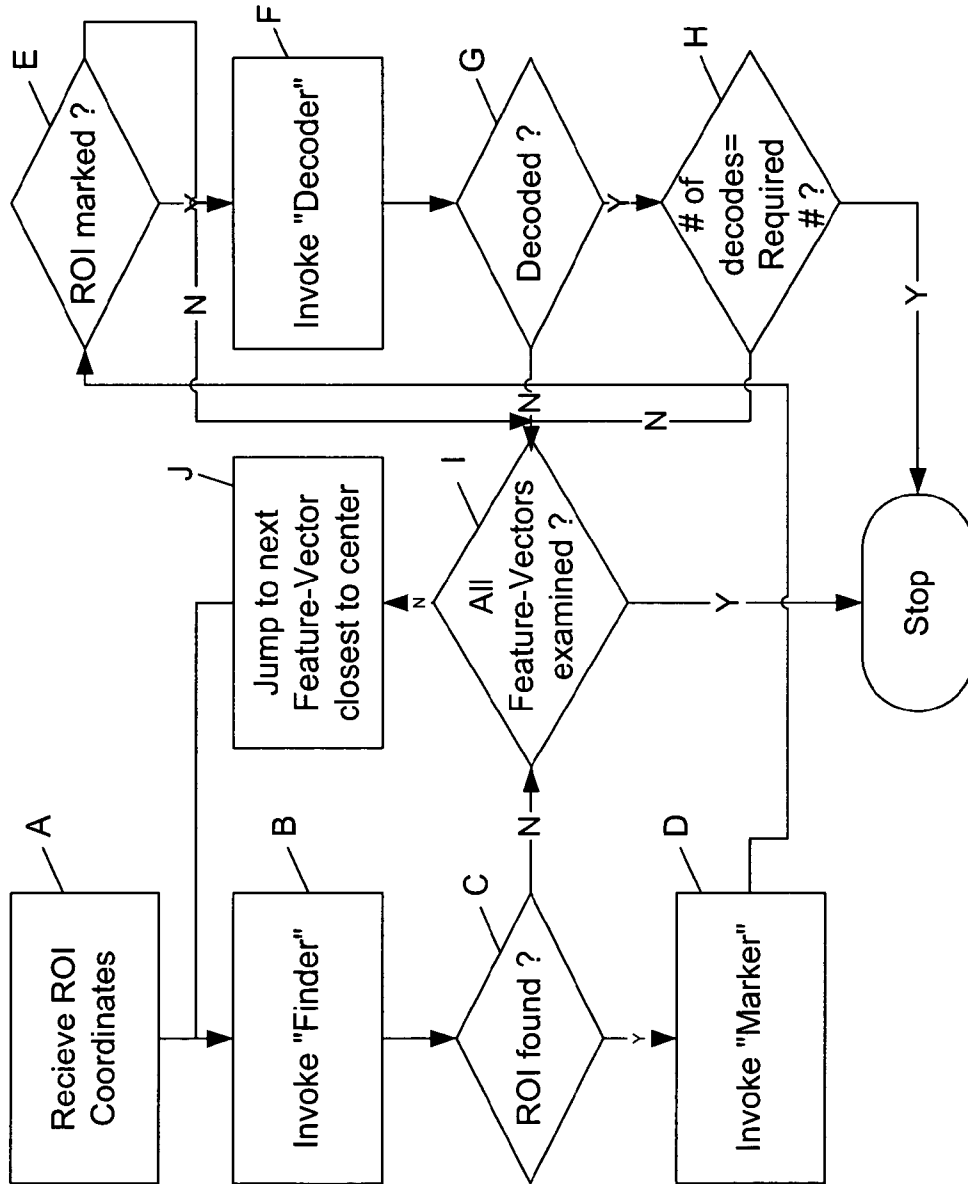 A
Recieve ROI
Coordinates
B
Invoke "Finder"
C
ROI found ?
N
Y
D
Invoke "Marker"
J
Jump to next
Feature-Vector
closest to center
N
I
All
Feature-Vectors
examined ?
Y
Stop
E
ROI marked ?
Y
N
F
Invoke "Decoder"
G
Decoded ?
N
Y
H
# of
decodes=
Required
# ?
N
Y